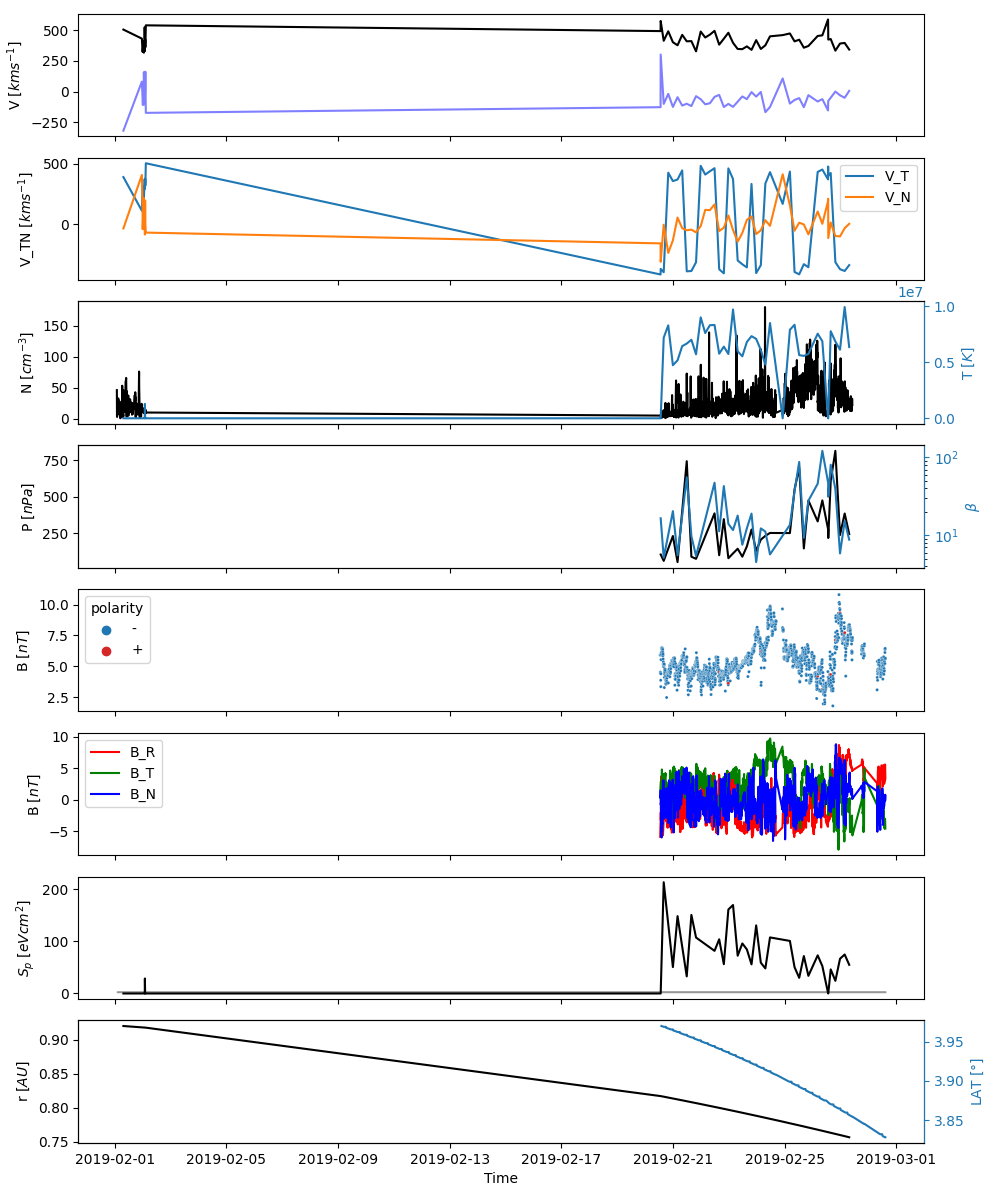 V [kms⁻¹]
500
250
0
−250
V_TN [kms⁻¹]
500
0
V_T
V_N
N [cm⁻³]
150
100
50
0
1e7
1.0
0.5
0.0
T [K]
P [nPa]
750
500
250
10²
10¹
β
B [nT]
10.0
7.5
5.0
2.5
polarity
-
+
B [nT]
10
5
0
−5
B_R
B_T
B_N
Sₚ [eVcm²]
200
100
0
r [AU]
0.90
0.85
0.80
0.75
3.95
3.90
3.85
LAT [°]
2019-02-01 2019-02-05 2019-02-09 2019-02-13 2019-02-17 2019-02-21 2019-02-25 2019-03-01
Time